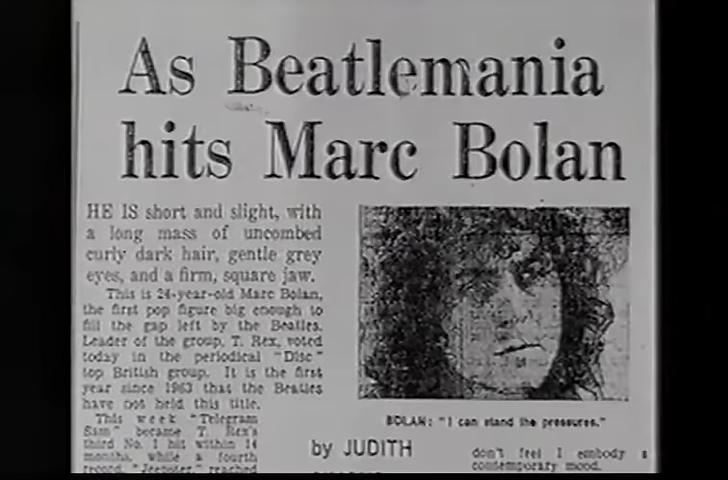 As Beatlemania
hits Marc Bolan
HE IS short and slight, with
a long mass of uncombed
curly dark hair, gentle grey
eyes, and a firm, square jaw.
This is 24-year-old Marc Bolan,
the first pop figure big enough to
fill the gap left by the Beatles.
Leader of the group, T. Rex, voted
today in the periodical "Disc"
top British group. It is the first
year since 1963 that the Beatles
have not held this title.
This week "Telegram
Sam" became T. Rex's
third No. 1 hit within 14
months, while a fourth
record, "Jeepster," reached
BOLAN: "I can stand the pressures."
by JUDITH
don't feel I embody a
contemporary mood.